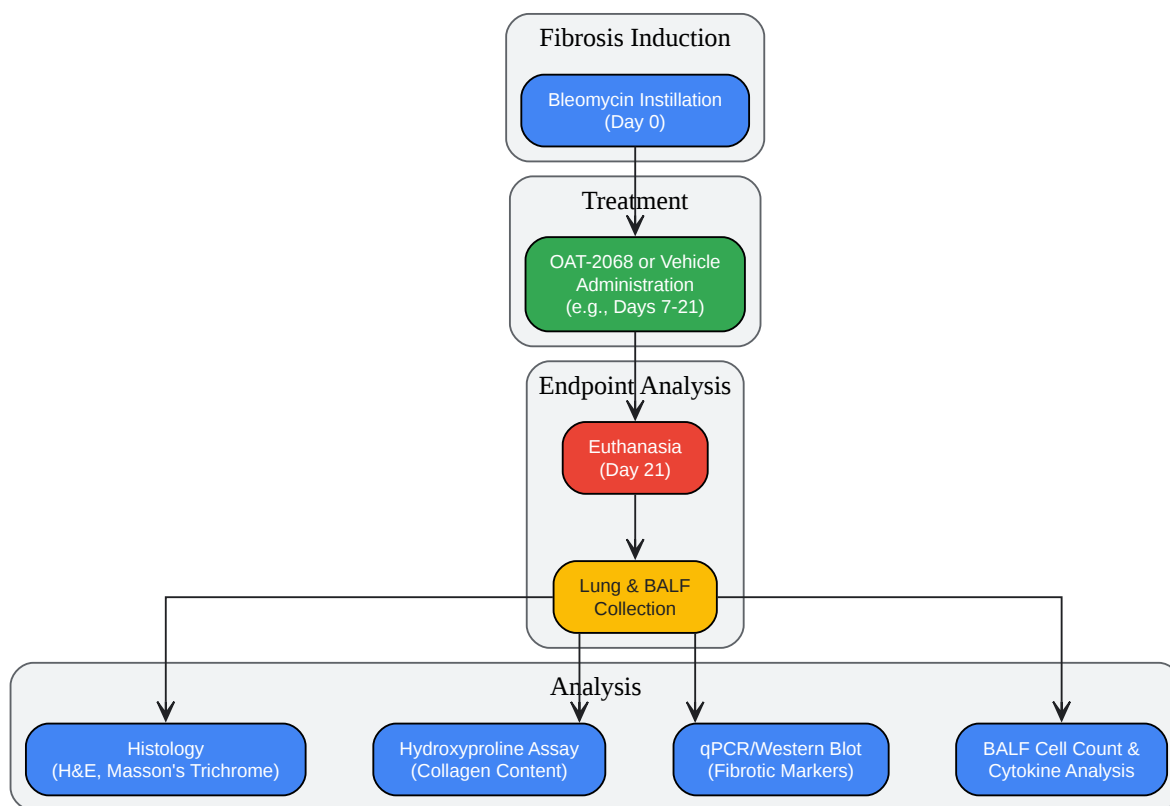 Fibrosis Induction
Bleomycin Instillation
(Day 0)
Treatment
OAT-2068 or Vehicle
Administration
(e.g., Days 7-21)
Endpoint Analysis
Euthanasia
(Day 21)
Lung & BALF
Collection
Analysis
Histology
(H&E, Masson's Trichrome)
Hydroxyproline Assay
(Collagen Content)
qPCR/Western Blot
(Fibrotic Markers)
BALF Cell Count &
Cytokine Analysis